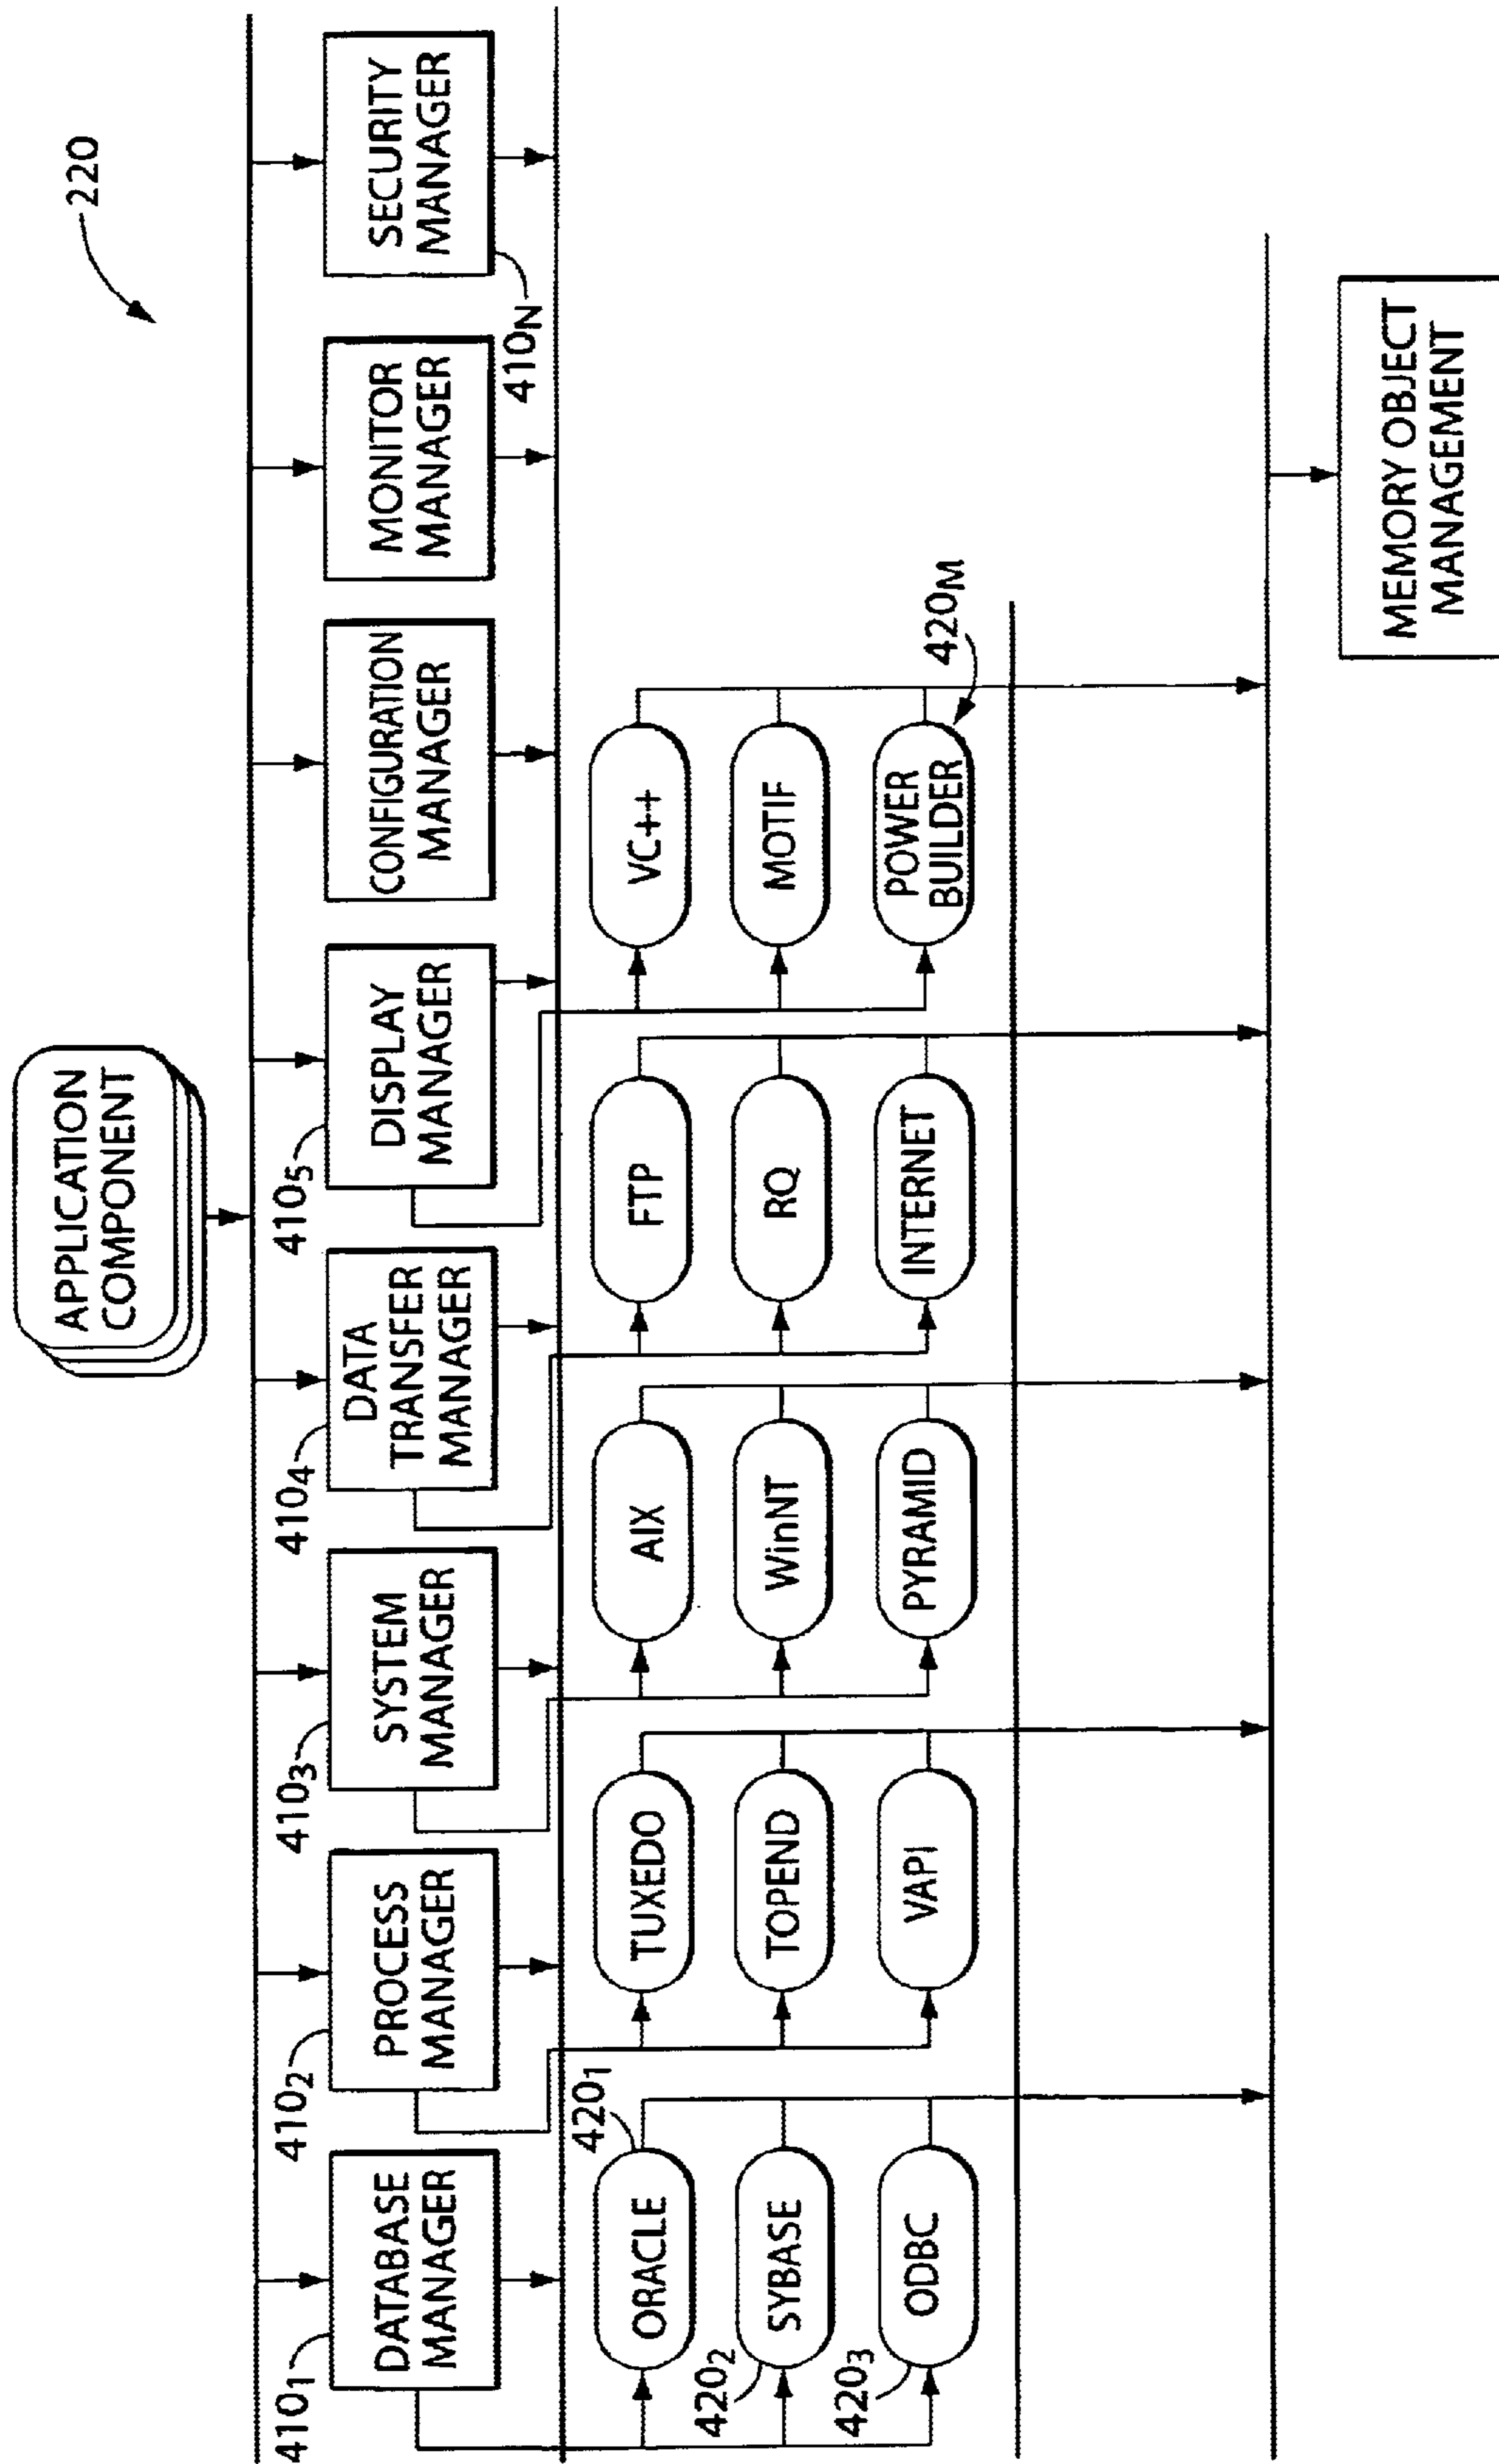 220
APPLICATION
COMPONENT
410₁
410₂
410₃
410₄
410₅
410N
DATABASE
MANAGER
PROCESS
MANAGER
SYSTEM
MANAGER
DATA
TRANSFER
MANAGER
DISPLAY
MANAGER
CONFIGURATION
MANAGER
MONITOR
MANAGER
SECURITY
MANAGER
420₁
ORACLE
420₂
SYBASE
420₃
ODBC
TUXEDO
TOPEND
VAPI
AIX
WinNT
PYRAMID
FTP
RQ
INTERNET
VC++
MOTIF
POWER
BUILDER
420M
MEMORY OBJECT
MANAGEMENT